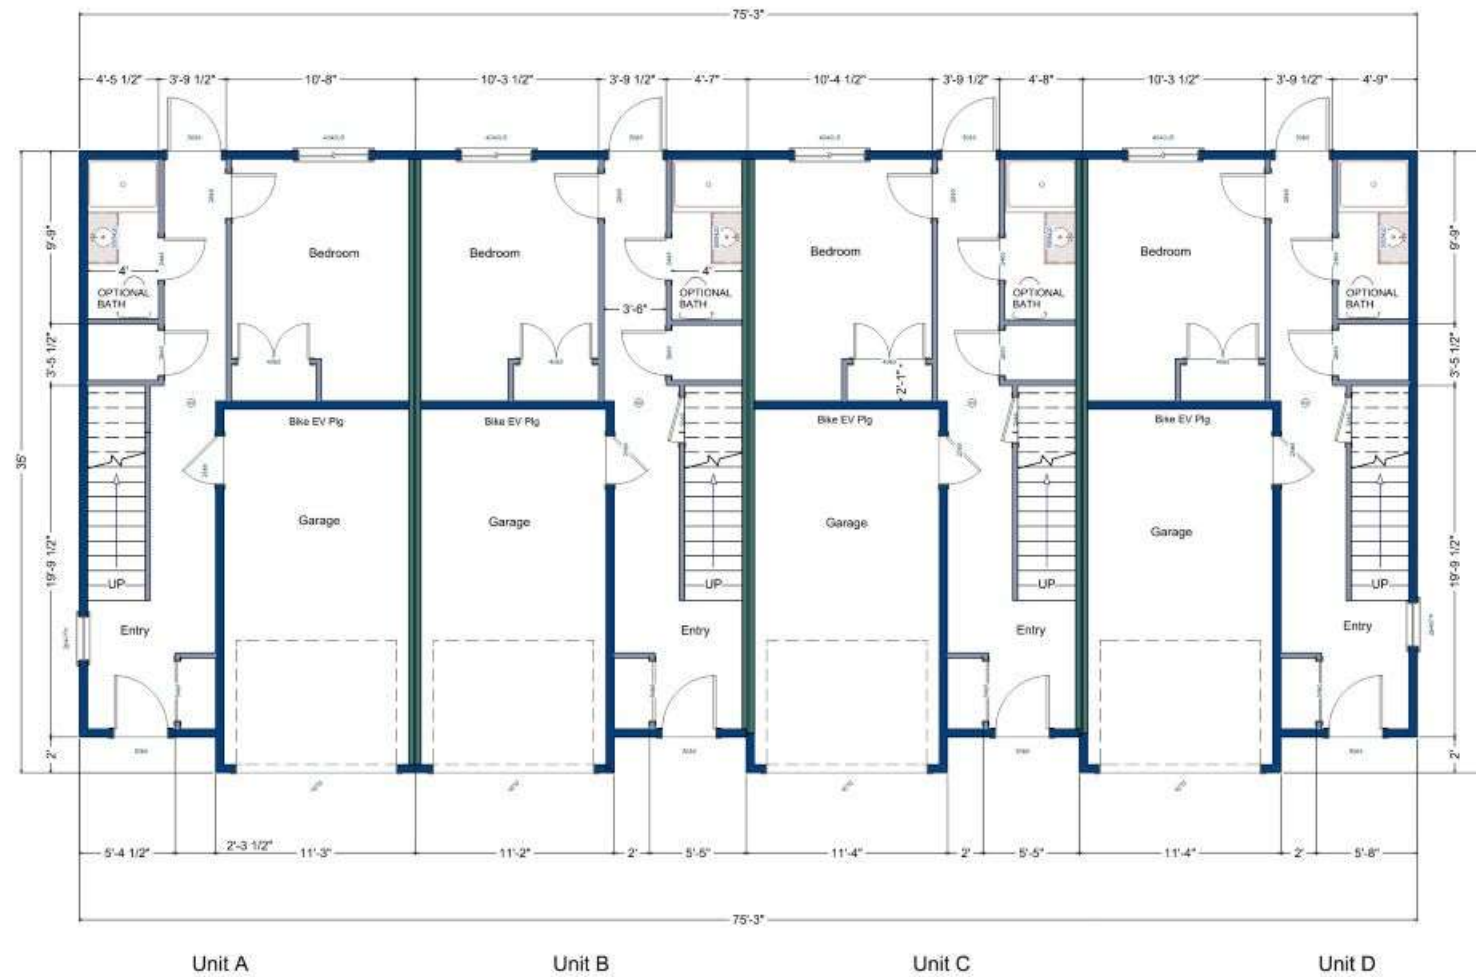 75'-3"
4'-5 1/2" 3'-9 1/2" 10'-8" 10'-3 1/2" 3'-9 1/2" 4'-7" 10'-4 1/2" 3'-9 1/2" 4'-8" 10'-3 1/2" 3'-9 1/2" 4'-9"
9'-9" 9'-9"
Bedroom Bedroom Bedroom Bedroom
4' 4'
OPTIONAL OPTIONAL OPTIONAL OPTIONAL
BATH BATH BATH BATH
3'-6"
3'-5 1/2" 3'-5 1/2"
2'-1"
Bike EV Plg Bike EV Plg Bike EV Plg Bike EV Plg
35'
Garage Garage Garage Garage
19'-9 1/2" 19'-9 1/2"
UP UP UP UP
Entry Entry Entry Entry
2' 2'
2'-3 1/2"
5'-4 1/2" 11'-3" 11'-2" 2' 5'-5" 11'-4" 2' 5'-5" 11'-4" 2' 5'-8"
75'-3"
Unit A Unit B Unit C Unit D